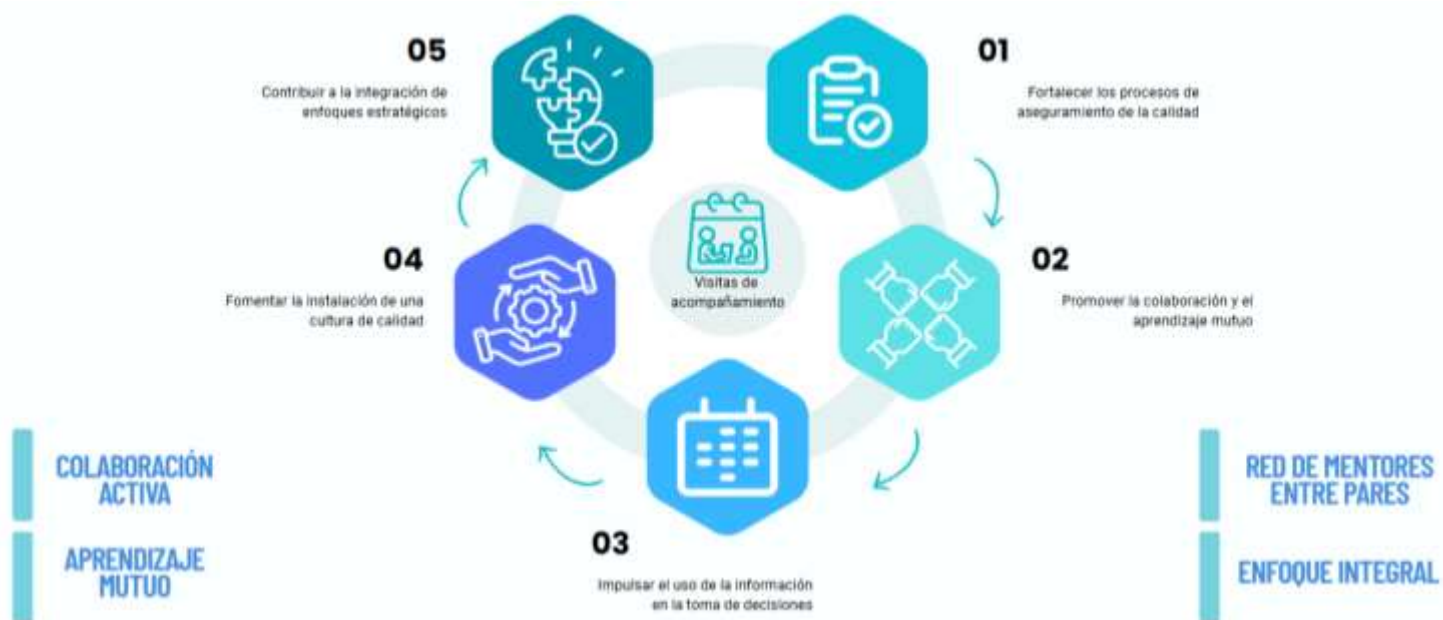 05
Contribuir a la integración de
enfoques estratégicos
01
Fortalecer los procesos de
aseguramiento de la calidad
04
Fomentar la instalación de una
cultura de calidad
Visitas de
acompañamiento
02
Promover la colaboración y el
aprendizaje mutuo
03
Impulsar el uso de la información
en la toma de decisiones
COLABORACIÓN
ACTIVA
APRENDIZAJE
MUTUO
RED DE MENTORES
ENTRE PARES
ENFOQUE INTEGRAL